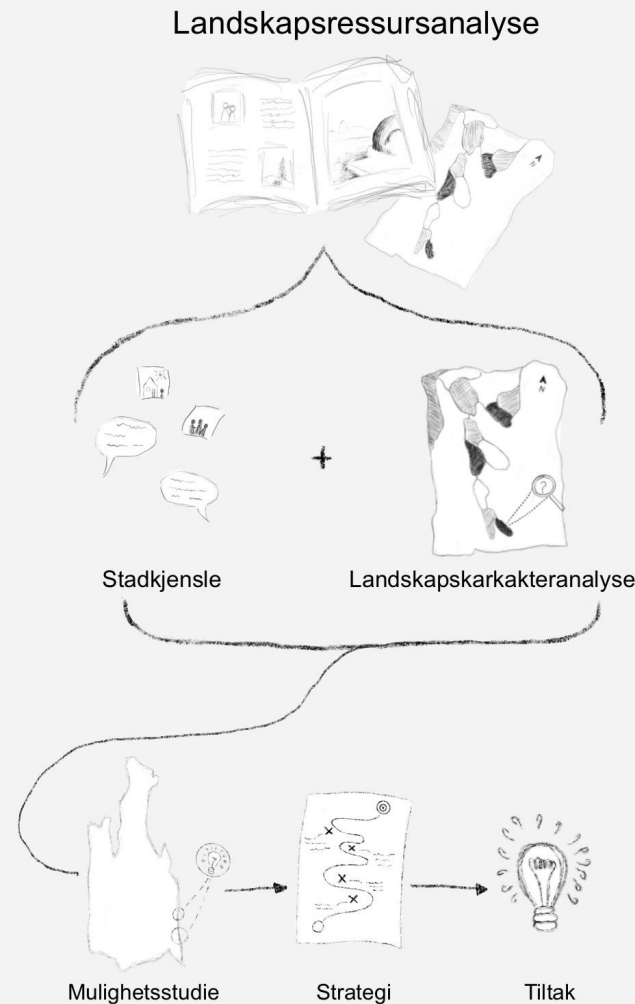 Landskapsressursanalyse
N
N
+
?
Stadkjensle
Landskapskarkakteranalyse
Mulighetsstudie
Strategi
Tiltak